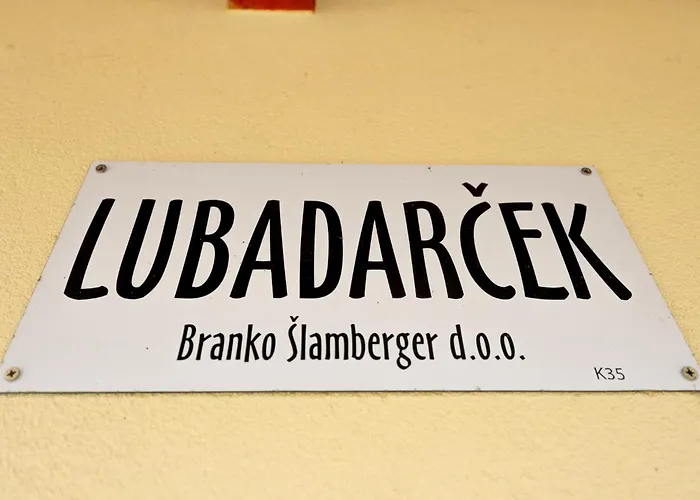 LUBADARČEK
Branko Šlamberger d.o.o.
K35